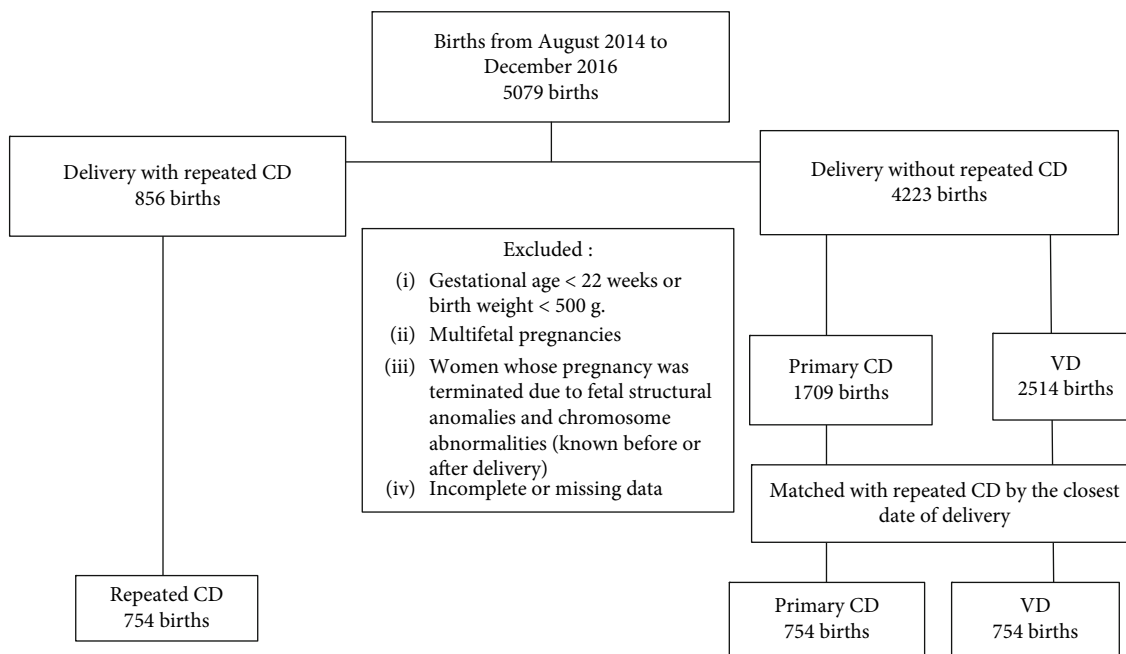 Births from August 2014 to
December 2016
5079 births
Delivery with repeated CD
856 births
Delivery without repeated CD
4223 births
Excluded :
(i) Gestational age < 22 weeks or
birth weight < 500 g.
(ii) Multifetal pregnancies
(iii) Women whose pregnancy was
terminated due to fetal structural
anomalies and chromosome
abnormalities (known before or
after delivery)
(iv) Incomplete or missing data
Primary CD
1709 births
VD
2514 births
Matched with repeated CD by the closest
date of delivery
Repeated CD
754 births
Primary CD
754 births
VD
754 births